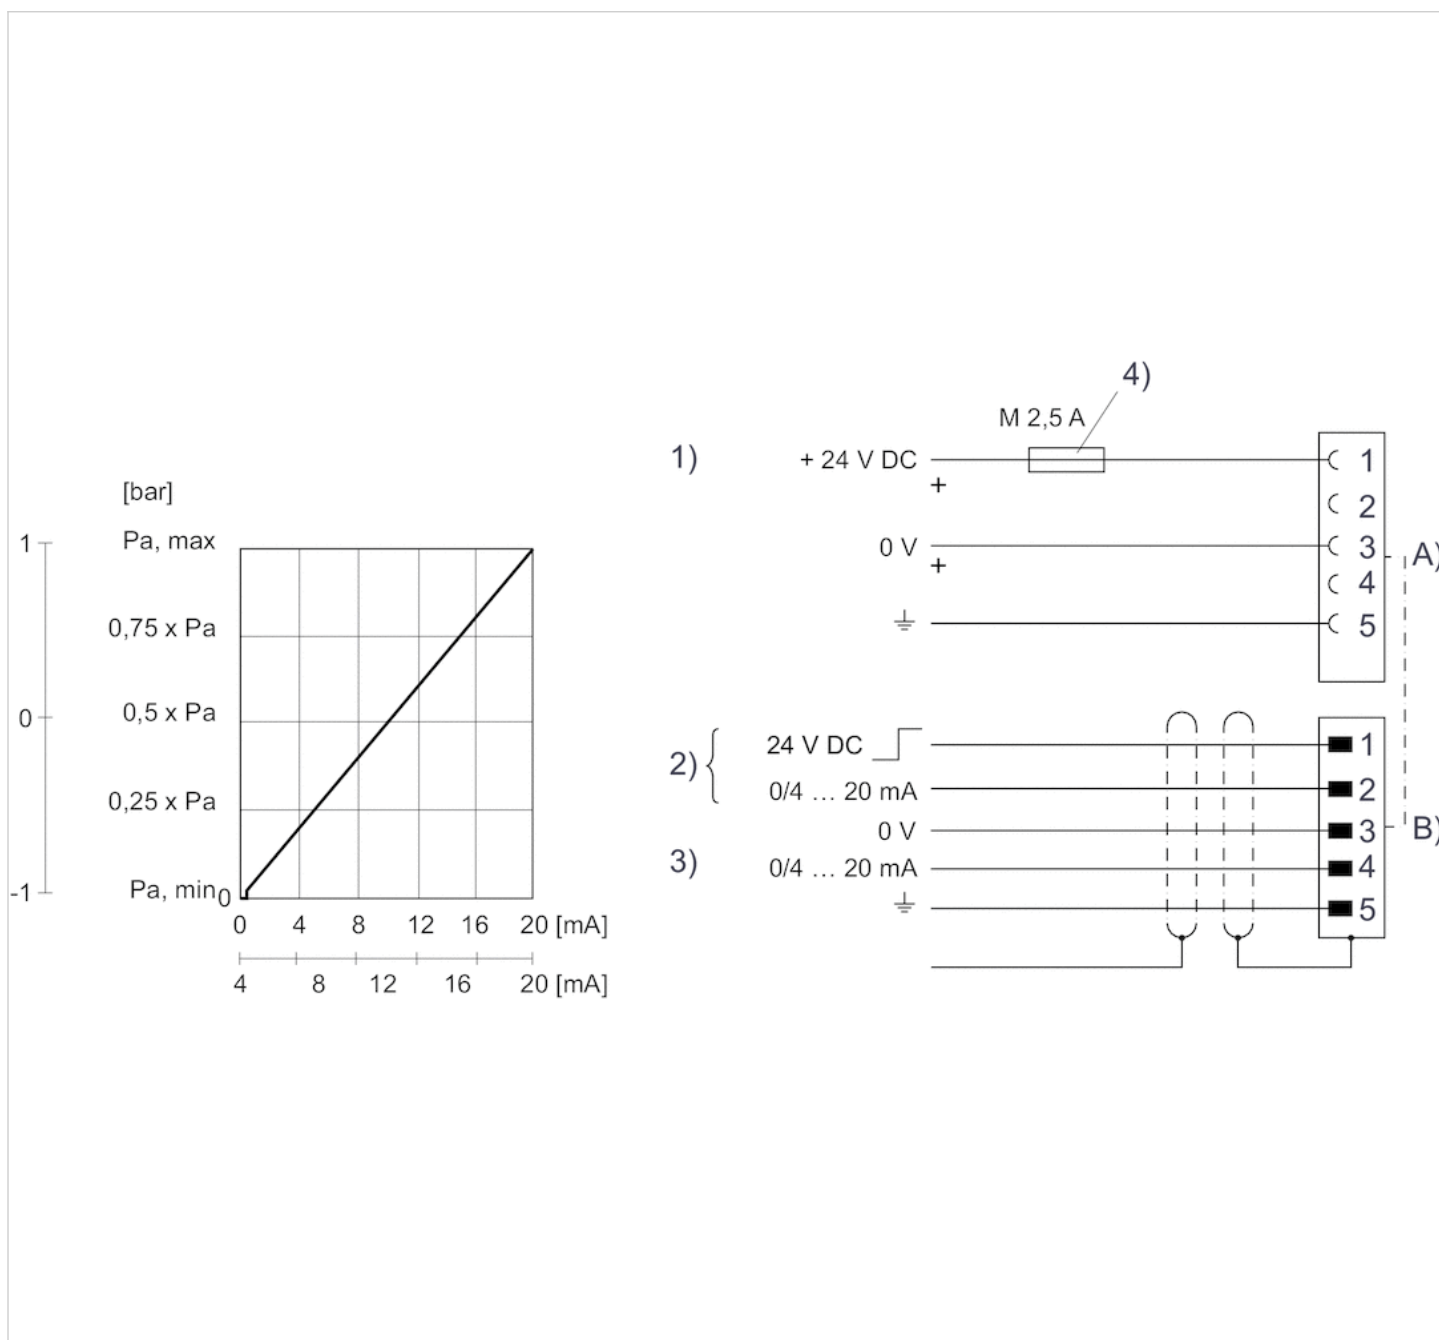 [bar]
1
0
-1
Pa, max
0,75 x Pa
0,5 x Pa
0,25 x Pa
Pa, min
0
0 4 8 12 16 20 [mA]
4 8 12 16 20 [mA]
4)
M 2,5 A
1) + 24 V DC 1
+
2
0 V 3
+
A)
4
5
2) 24 V DC 1
0/4 … 20 mA 2
0 V 3
B)
3) 0/4 … 20 mA 4
5